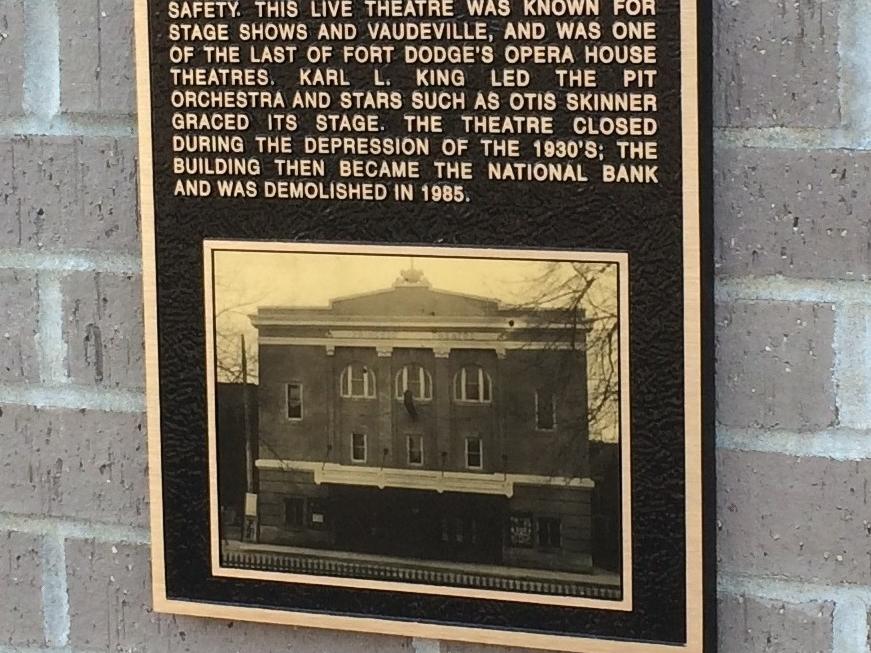 SAFETY. THIS LIVE THEATRE WAS KNOWN FOR
STAGE SHOWS AND VAUDEVILLE, AND WAS ONE
OF THE LAST OF FORT DODGE'S OPERA HOUSE
THEATRES. KARL L. KING LED THE PIT
ORCHESTRA AND STARS SUCH AS OTIS SKINNER
GRACED ITS STAGE. THE THEATRE CLOSED
DURING THE DEPRESSION OF THE 1930'S; THE
BUILDING THEN BECAME THE NATIONAL BANK
AND WAS DEMOLISHED IN 1985.